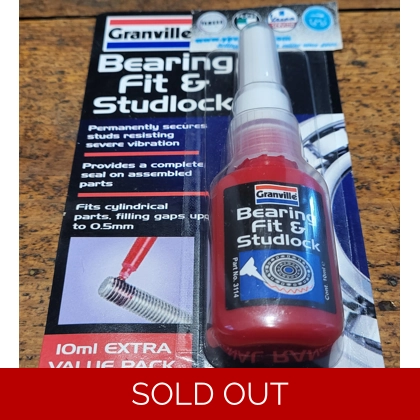 Granville
Bearing
Fit &
Studlock
Permanently secures
studs resisting
severe vibration
Provides a complete
seal on assembled
parts
Fits cylindrical
parts, filling gaps up
to 0.5mm
10ml EXTRA
VALUE PACK
Granville
Bearing
Fit &
Studlock
Part No. 3114
SOLD OUT